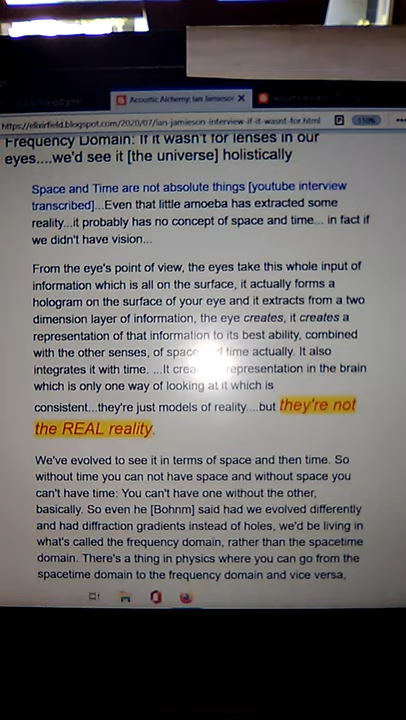 Acoustic Alchemy: Ian Jamieson
https://elixirfield.blogspot.com/2020/07/ian-jamieson-interview-if-it-wasnt-for.html
Frequency Domain: If it wasn't for lenses in our
eyes....we'd see it [the universe] holistically
Space and Time are not absolute things [youtube interview
transcribed]...Even that little amoeba has extracted some
reality...it probably has no concept of space and time... in fact if
we didn't have vision...
From the eye's point of view, the eyes take this whole input of
information which is all on the surface, it actually forms a
hologram on the surface of your eye and it extracts from a two
dimension layer of information, the eye creates, it creates a
representation of that information to its best ability, combined
with the other senses, of space time actually. It also
integrates it with time. ...It representation in the brain
which is only one way of looking at it which is
consistent...they're just models of reality....but they're not
the REAL reality.
We've evolved to see it in terms of space and then time. So
without time you can not have space and without space you
can't have time: You can't have one without the other,
basically. So even he [Bohnm] said had we evolved differently
and had diffraction gradients instead of holes, we'd be living in
what's called the frequency domain, rather than the spacetime
domain. There's a thing in physics where you can go from the
spacetime domain to the frequency domain and vice versa,